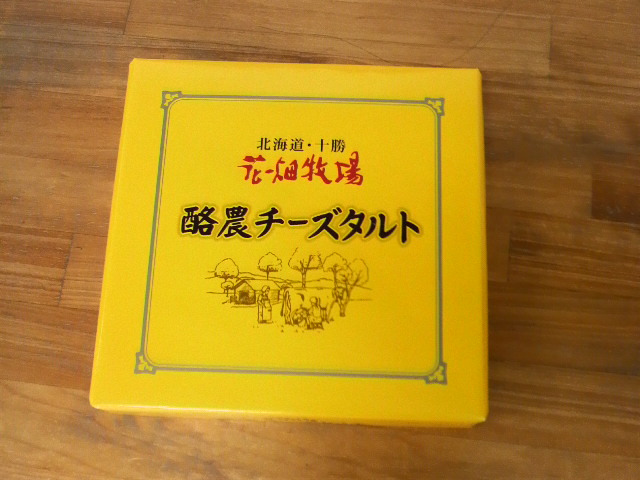 北海道・十勝
花畑牧場
酪農チーズタルト